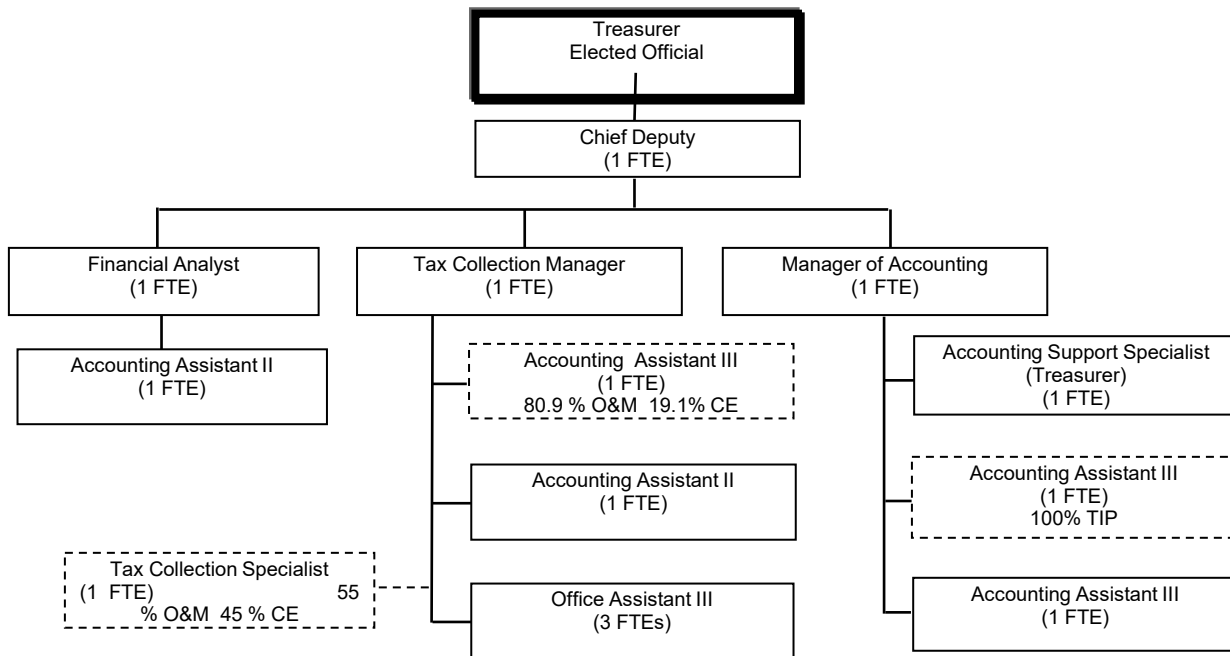 Treasurer
Elected Official
Chief Deputy
(1 FTE)
Financial Analyst
(1 FTE)
Tax Collection Manager
(1 FTE)
Manager of Accounting
(1 FTE)
Accounting Assistant II
(1 FTE)
Accounting Assistant III
(1 FTE)
80.9 % O&M 19.1% CE
Accounting Support Specialist
(Treasurer)
(1 FTE)
Accounting Assistant II
(1 FTE)
Accounting Assistant III
(1 FTE)
100% TIP
Tax Collection Specialist
(1 FTE) 55
% O&M 45 % CE
Office Assistant III
(3 FTEs)
Accounting Assistant III
(1 FTE)